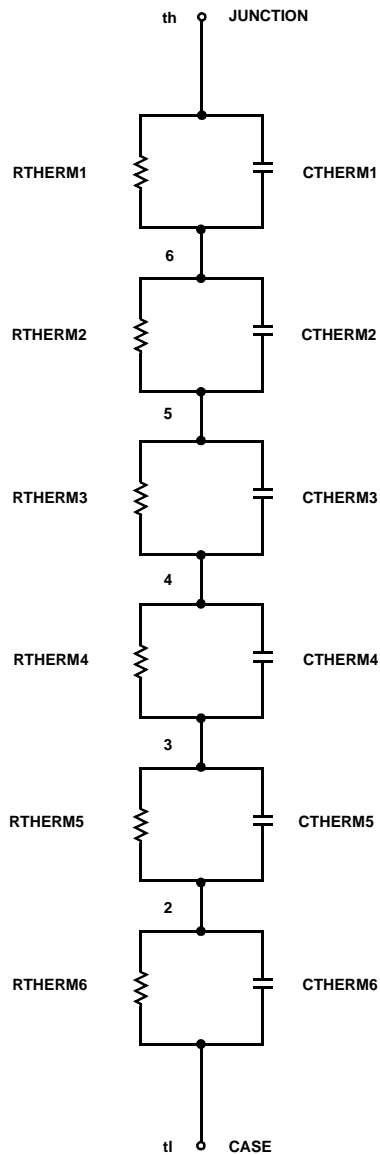 th JUNCTION
RTHERM1 CTHERM1
6
RTHERM2 CTHERM2
5
RTHERM3 CTHERM3
4
RTHERM4 CTHERM4
3
RTHERM5 CTHERM5
2
RTHERM6 CTHERM6
tl CASE